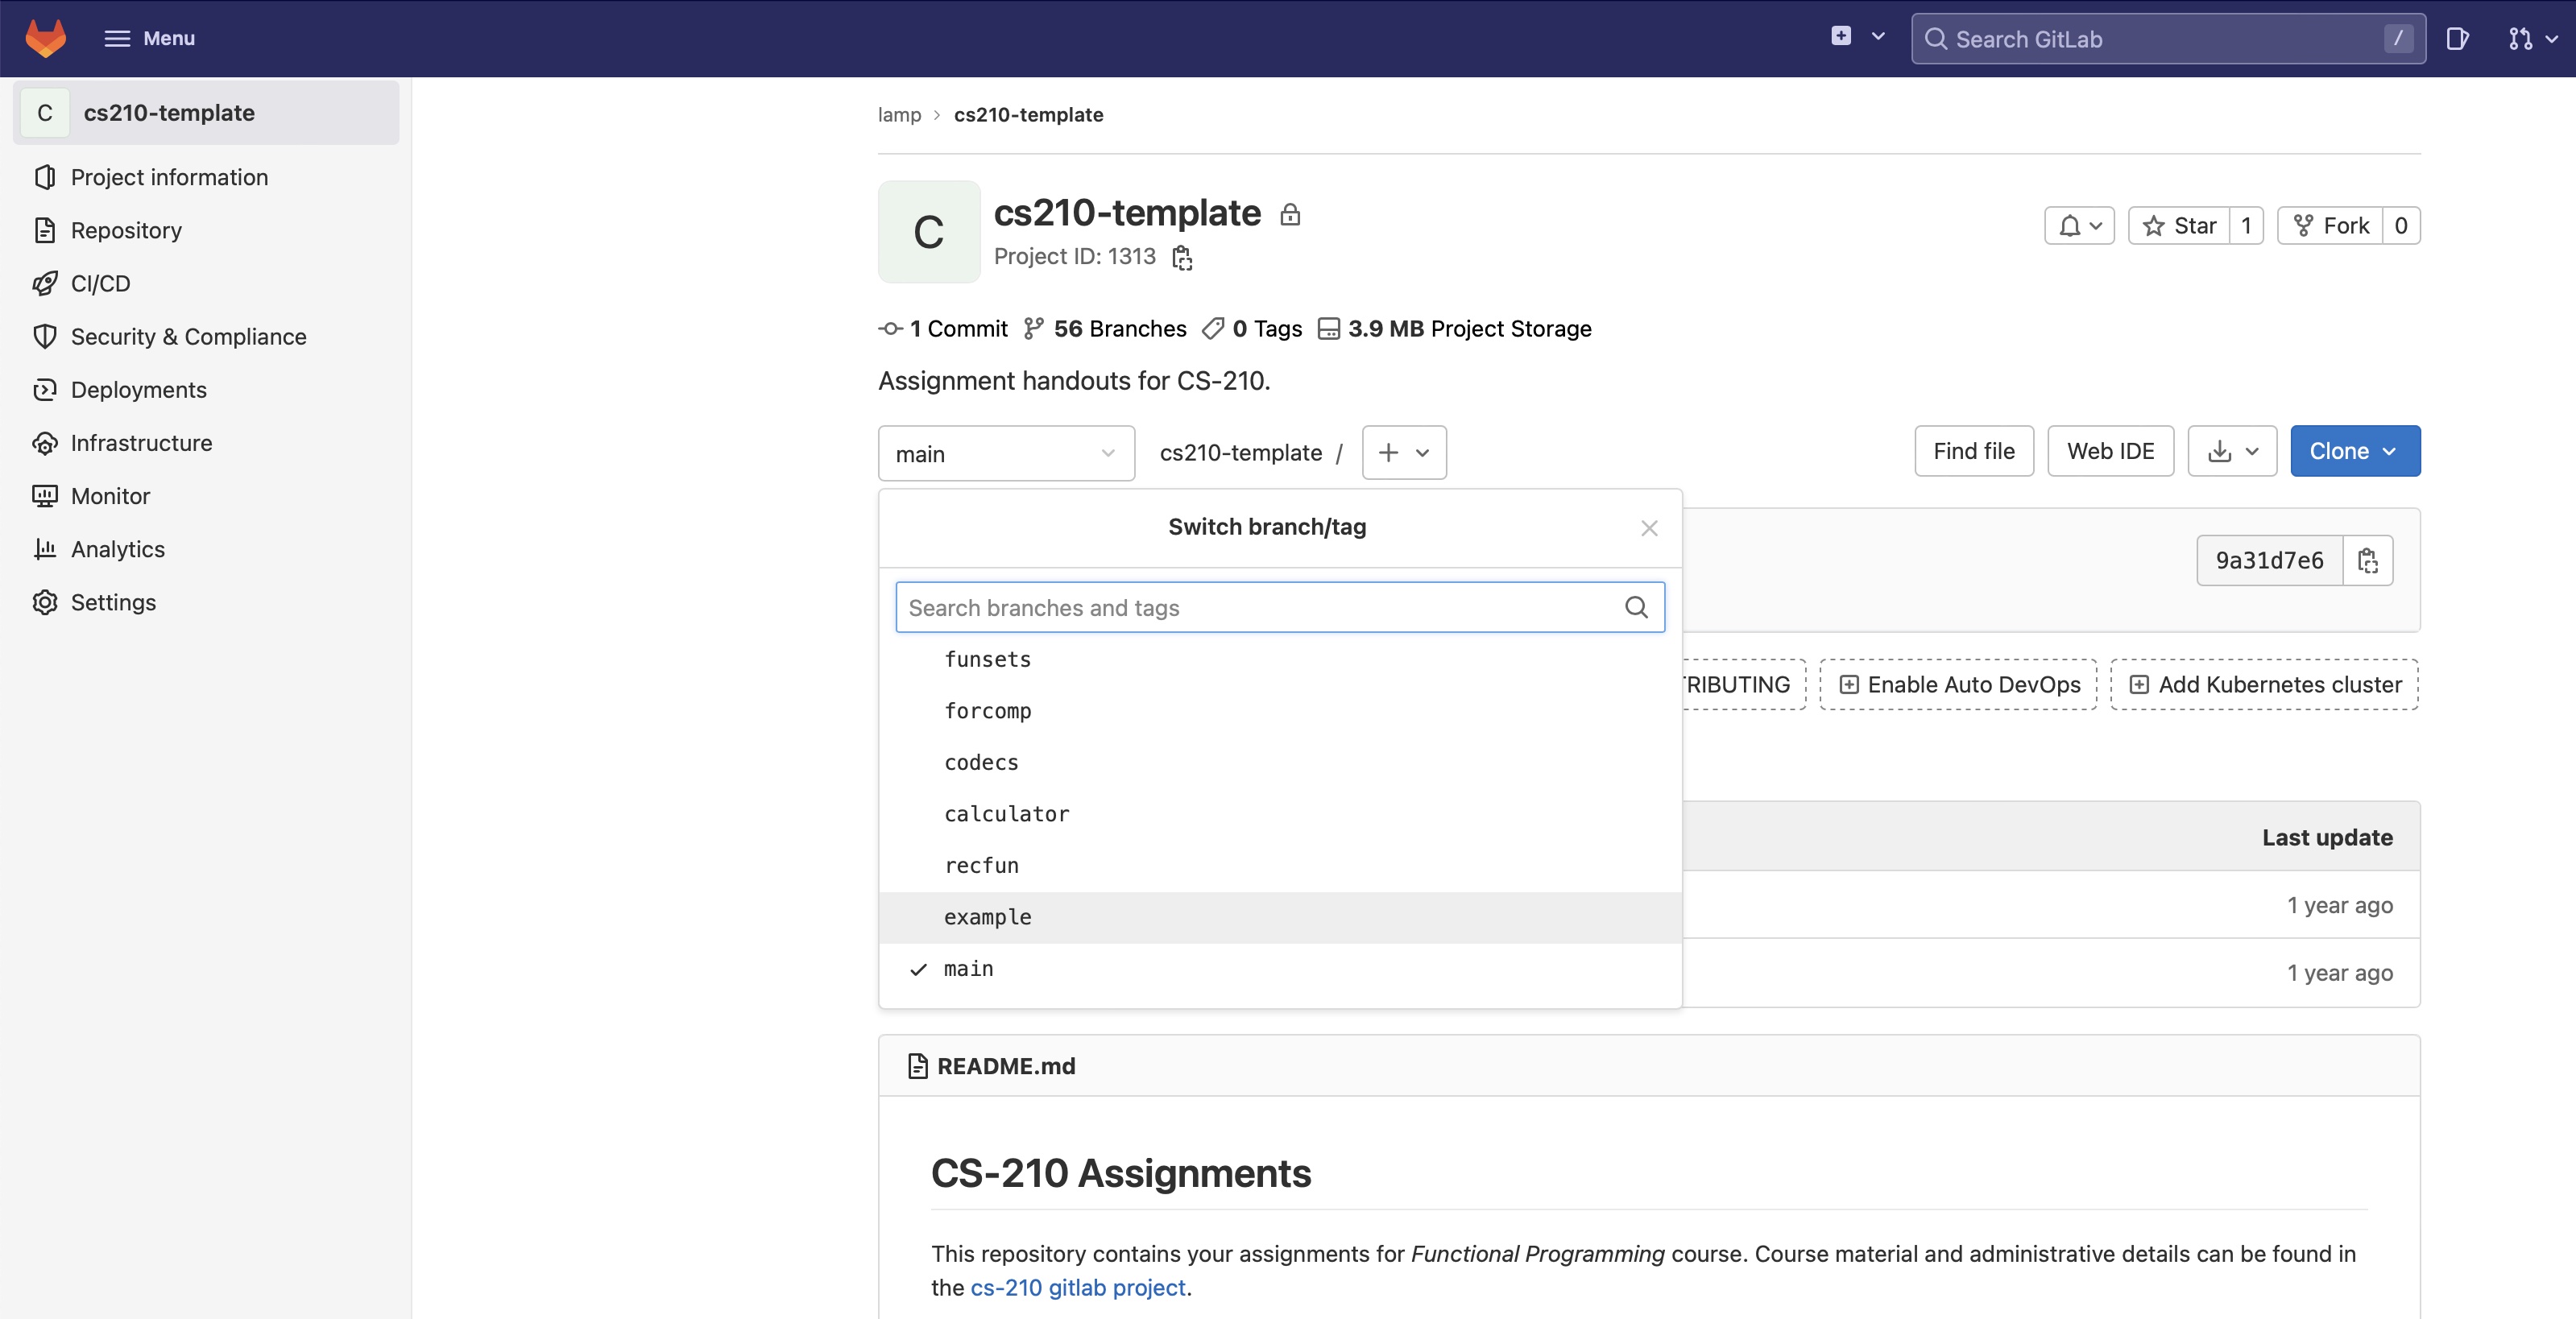 Menu
Search GitLab /
C cs210-template
Project information
Repository
CI/CD
Security & Compliance
Deployments
Infrastructure
Monitor
Analytics
Settings
lamp > cs210-template
C
cs210-template
Project ID: 1313
Star 1
Fork 0
1 Commit 56 Branches 0 Tags 3.9 MB Project Storage
Assignment handouts for CS-210.
main
cs210-template /
Find file
Web IDE
Clone
Switch branch/tag
Search branches and tags
funsets
forcomp
codecs
calculator
recfun
example
main
9a31d7e6
TRIBUTING
Enable Auto DevOps
Add Kubernetes cluster
Last update
1 year ago
1 year ago
README.md
CS-210 Assignments
This repository contains your assignments for Functional Programming course. Course material and administrative details can be found in
the cs-210 gitlab project.